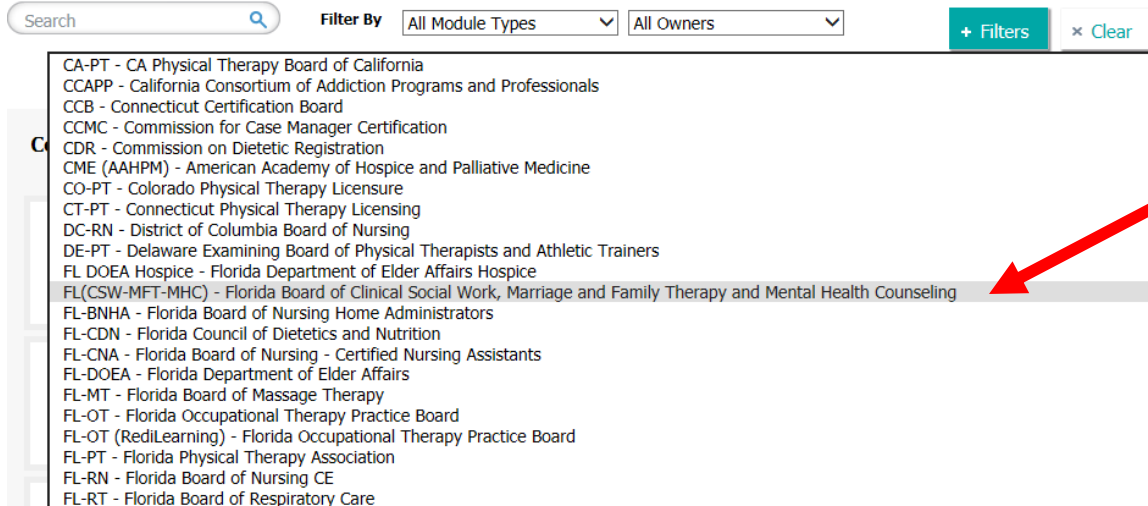 Search Filter By All Module Types All Owners + Filters × Clear
CA-PT - CA Physical Therapy Board of California
CCAPP - California Consortium of Addiction Programs and Professionals
CCB - Connecticut Certification Board
CCMC - Commission for Case Manager Certification
CDR - Commission on Dietetic Registration
CME (AAHPM) - American Academy of Hospice and Palliative Medicine
CO-PT - Colorado Physical Therapy Licensure
CT-PT - Connecticut Physical Therapy Licensing
DC-RN - District of Columbia Board of Nursing
DE-PT - Delaware Examining Board of Physical Therapists and Athletic Trainers
FL DOEA Hospice - Florida Department of Elder Affairs Hospice
FL(CSW-MFT-MHC) - Florida Board of Clinical Social Work, Marriage and Family Therapy and Mental Health Counseling
FL-BNHA - Florida Board of Nursing Home Administrators
FL-CDN - Florida Council of Dietetics and Nutrition
FL-CNA - Florida Board of Nursing - Certified Nursing Assistants
FL-DOEA - Florida Department of Elder Affairs
FL-MT - Florida Board of Massage Therapy
FL-OT - Florida Occupational Therapy Practice Board
FL-OT (RediLearning) - Florida Occupational Therapy Practice Board
FL-PT - Florida Physical Therapy Association
FL-RN - Florida Board of Nursing CE
FL-RT - Florida Board of Respiratory Care